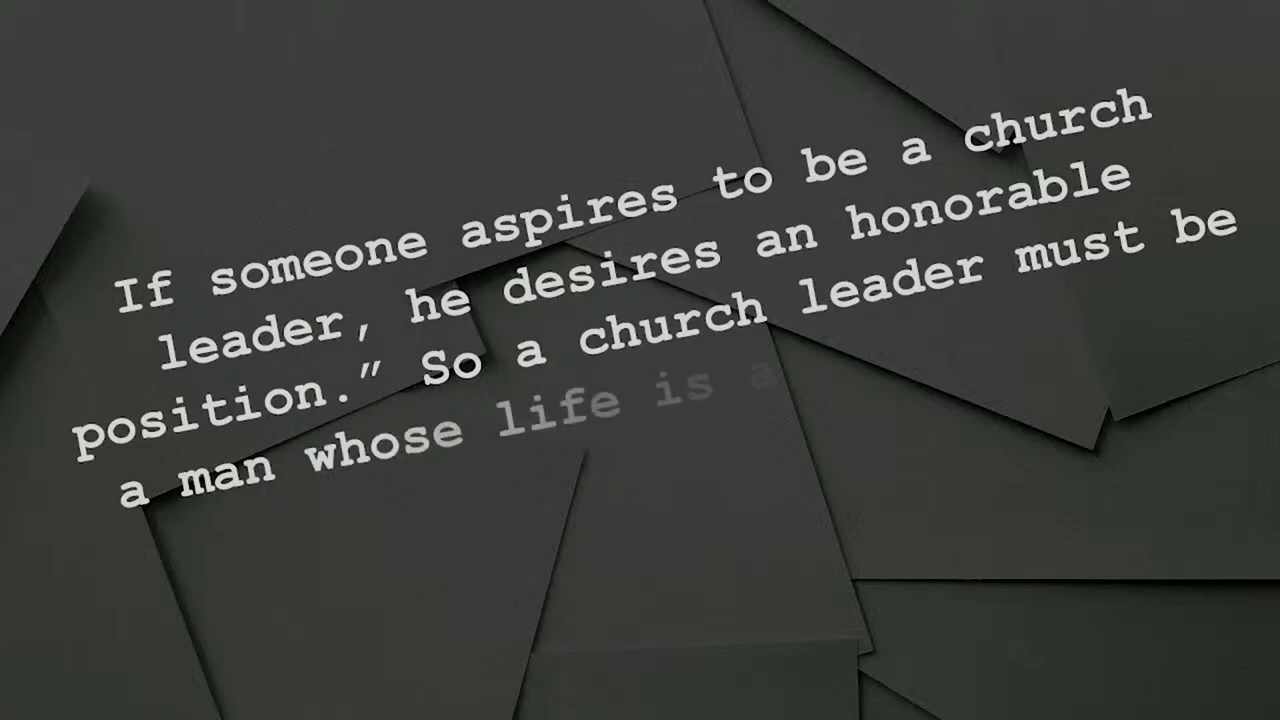 If someone aspires to be a church
leader, he desires an honorable
position.” So a church leader must be
a man whose life is a